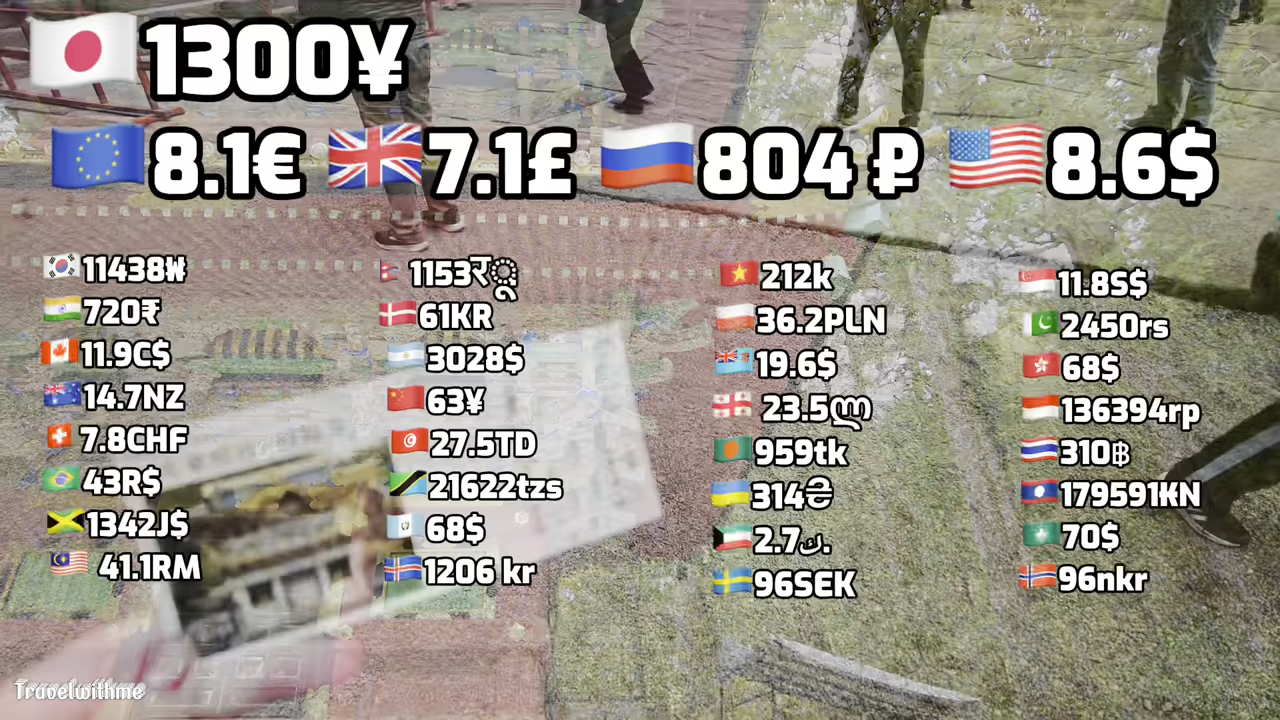 1300¥
8.1€ 7.1£ 804 ₽ 8.6$
11438₩
720₹
11.9C$
14.7NZ
7.8CHF
43R$
1342J$
41.1RM
1153रू
61KR
3028$
63¥
27.5TD
21622tzs
68$
1206 kr
212k
36.2PLN
19.6$
23.5ლ
959tk
314₴
2.7ك.
96SEK
11.8S$
2450rs
68$
136394rp
310฿
179591₭N
70$
96nkr
Travelwithme